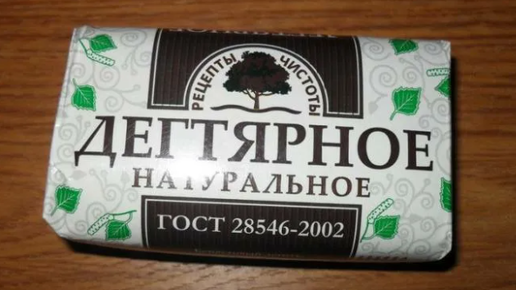 РЕЦЕПТЫ ЧИСТОТЫ
ДЕГТЯРНОЕ
НАТУРАЛЬНОЕ
ГОСТ 28546-2002